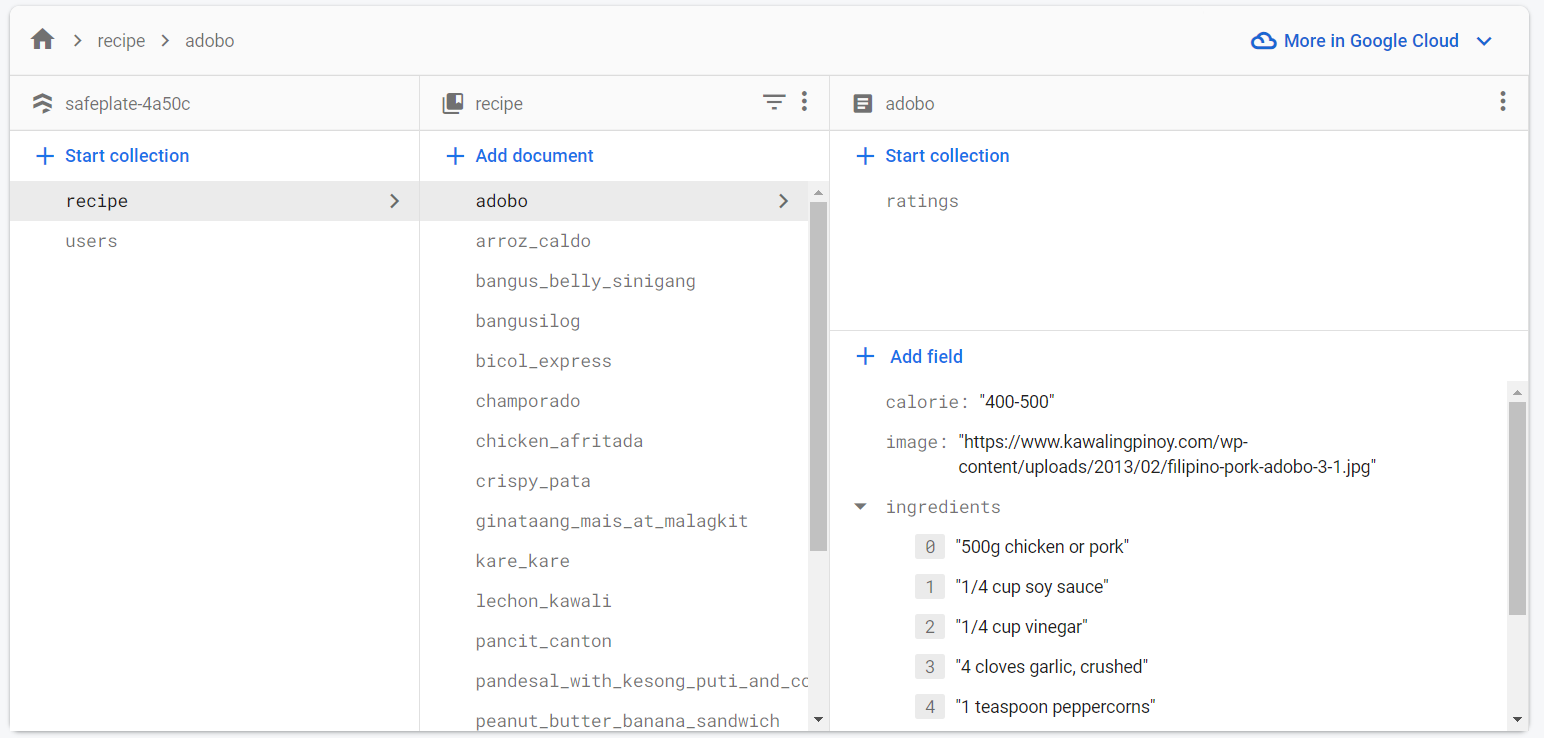 recipe
adobo
More in Google Cloud
safeplate-4a50c
recipe
adobo
Start collection
Add document
Start collection
recipe
users
adobo
arroz_caldo
bangus_belly_sinigang
bangusilog
bicol_express
champorado
chicken_afritada
crispy_pata
ginataang_mais_at_malagkit
kare_kare
lechon_kawali
pancit_canton
pandesal_with_kesong_puti_and_co
peanut_butter_banana_sandwich
ratings
Add field
calorie: "400-500"
image: "https://www.kawalingpinoy.com/wp-
content/uploads/2013/02/filipino-pork-adobo-3-1.jpg"
ingredients
0 "500g chicken or pork"
1 "1/4 cup soy sauce"
2 "1/4 cup vinegar"
3 "4 cloves garlic, crushed"
4 "1 teaspoon peppercorns"